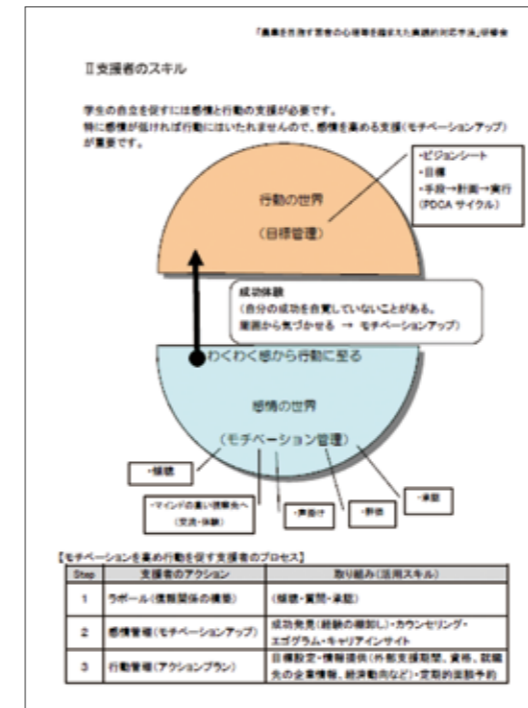 「農業を目指す若者の心理等を踏まえた実践的対応手法」研修会
Ⅱ支援者のスキル
学生の自立を促すには感情と行動の支援が必要です。
特に感情が低ければ行動にはいたれませんので、感情を高める支援(モチベーションアップ)
が重要です。
・ビジョンシート
・目標
・手段→計画→実行
(PDCA サイクル)
行動の世界
(目標管理)
成功体験
(自分の成功を自覚していないことがある。
周囲から気づかせる → モチベーションアップ)
わくわく感から行動に至る
感情の世界
(モチベーション管理)
・傾聴
・マインドの高い視察先へ
(交流・体験)
・声掛け
・評価
・承認
【モチベーションを高め行動を促す支援者のプロセス】
Step 支援者のアクション 取り組み(活用スキル)
1 ラポール(信頼関係の構築) (傾聴・質問・承認)
2 感情管理(モチベーションアップ) 成功発見(経験の棚卸し)・カウンセリング・
エゴグラム・キャリアインサイト
3 行動管理(アクションプラン) 目標設定・情報提供(外部支援期間、資格、就職
先の企業情報、経済動向など)・定期的面談予約